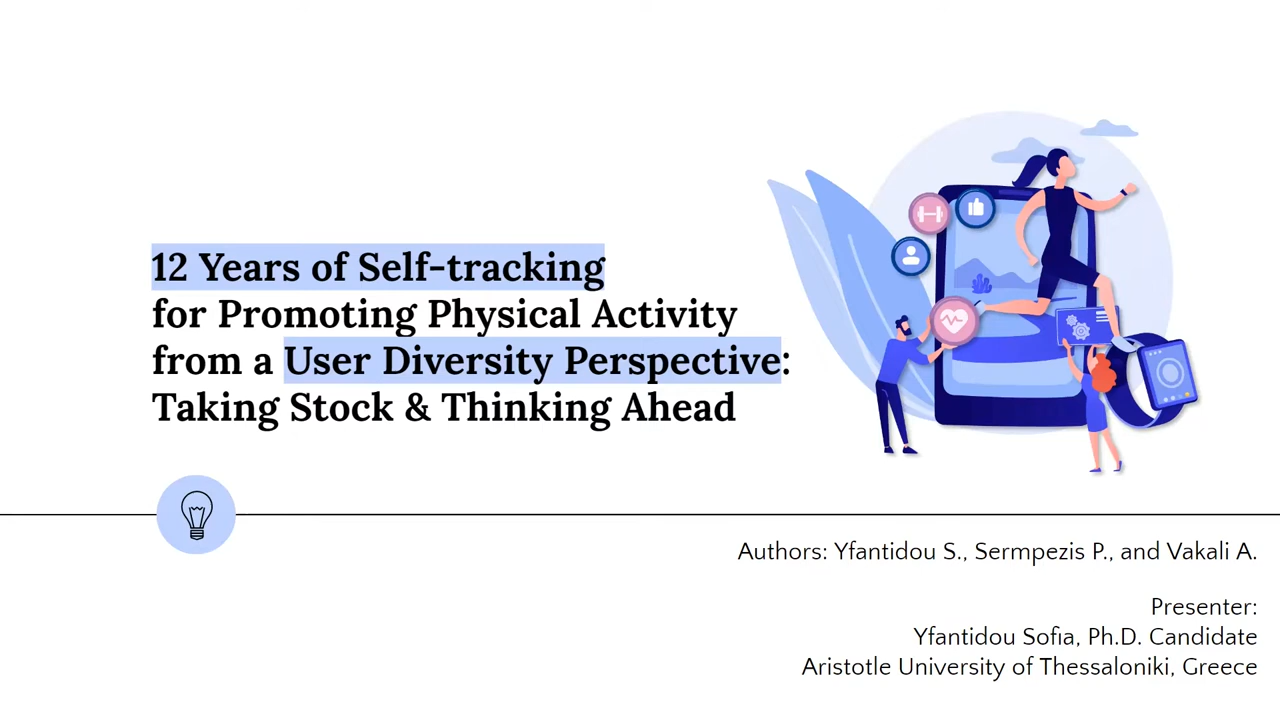 12 Years of Self-tracking
for Promoting Physical Activity
from a User Diversity Perspective:
Taking Stock & Thinking Ahead
Authors: Yfantidou S., Sermpezis P., and Vakali A.
Presenter:
Yfantidou Sofia, Ph.D. Candidate
Aristotle University of Thessaloniki, Greece